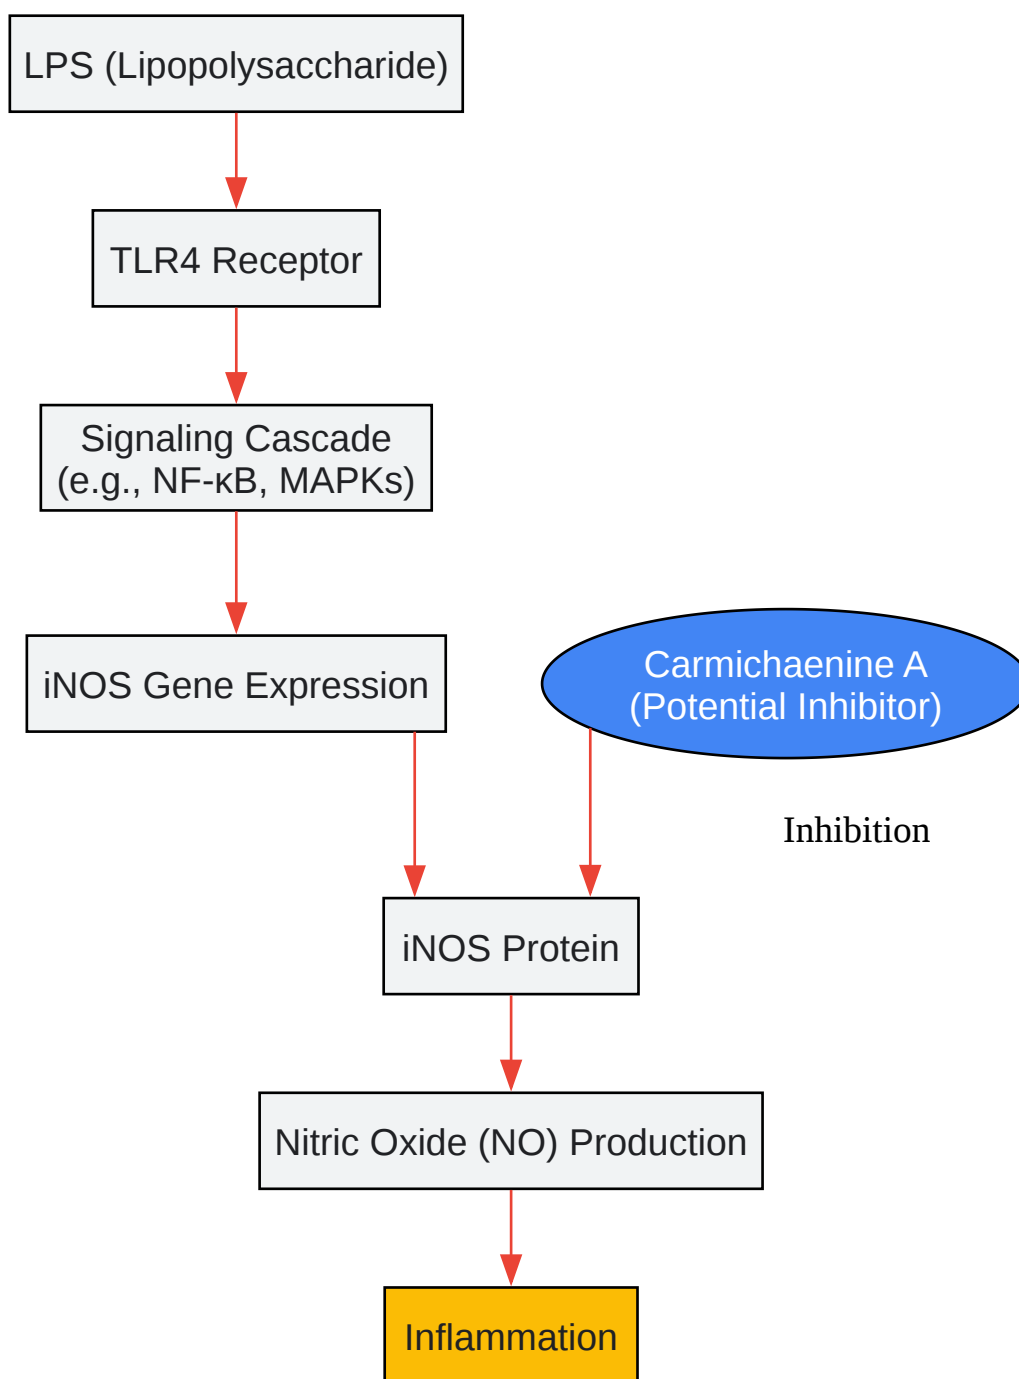 LPS (Lipopolysaccharide)
TLR4 Receptor
Signaling Cascade
(e.g., NF-κB, MAPKs)
iNOS Gene Expression
Carmichaenine A
(Potential Inhibitor)
Inhibition
iNOS Protein
Nitric Oxide (NO) Production
Inflammation